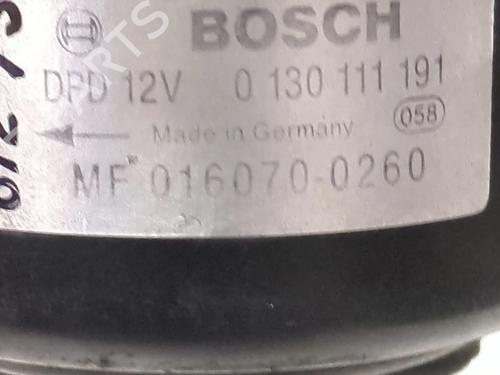 BOSCH
DPD 12V 0 130 111 191
058
Made in Germany
MF 016070-0260